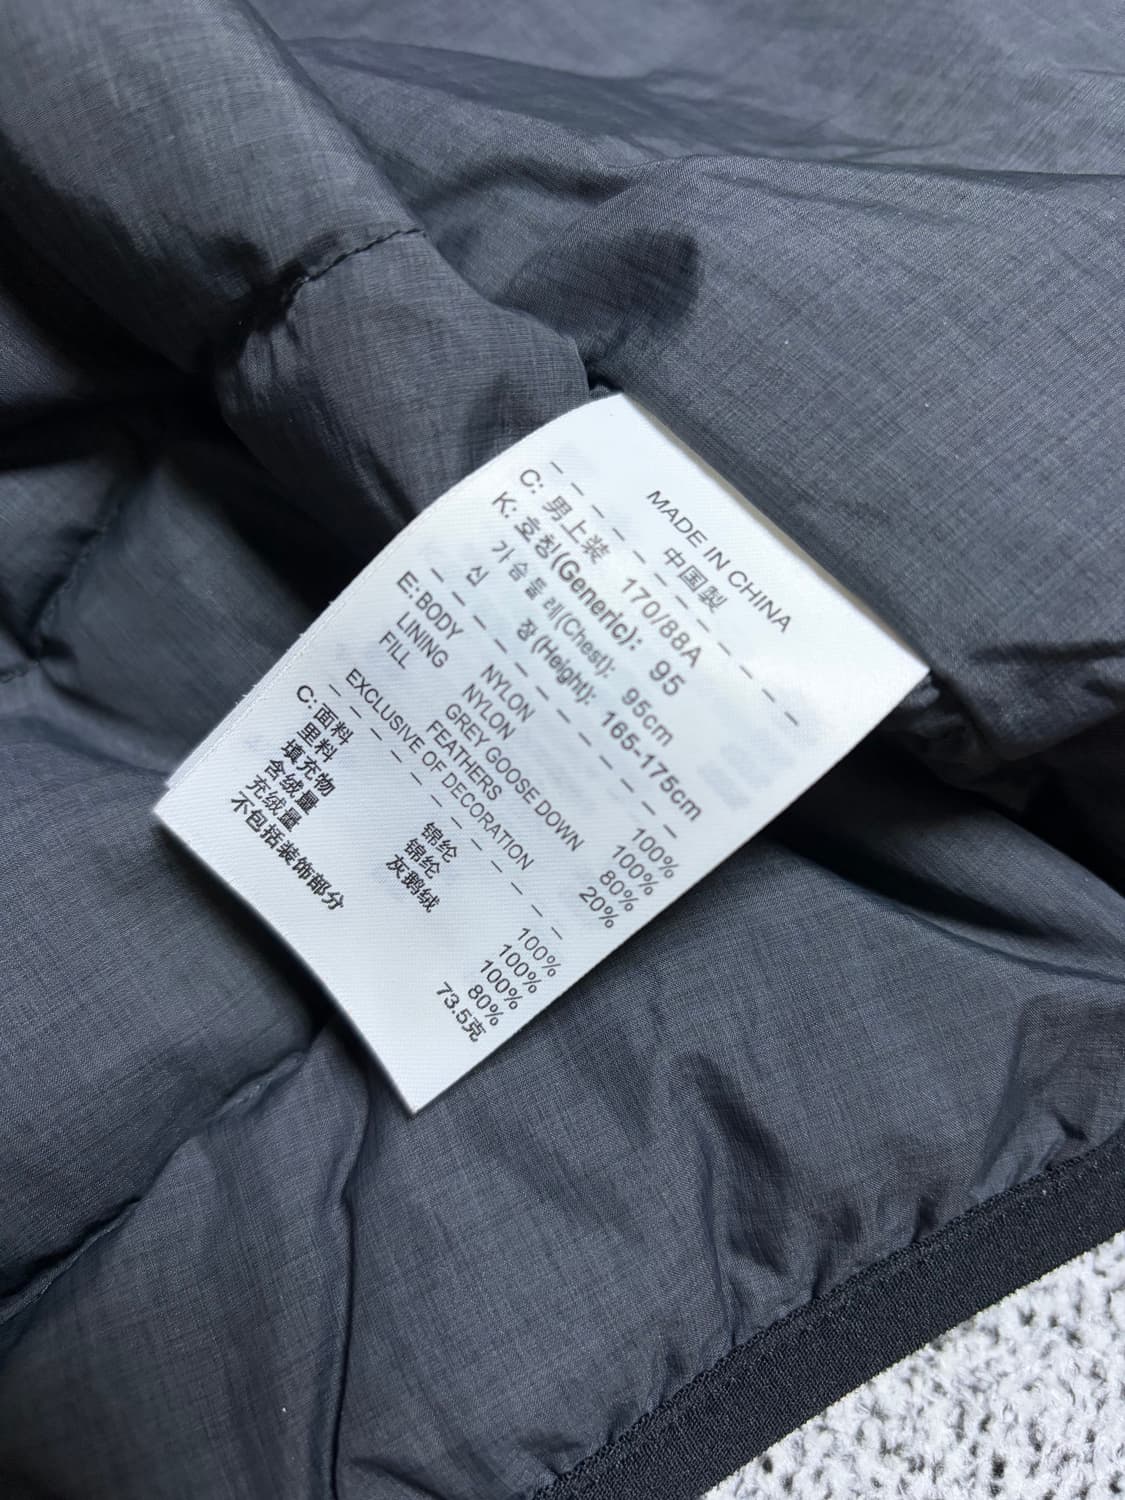 MADE IN CHINA
中国製
C: 男上裝 170/88A
K: 호칭(Generic): 95
가슴둘레(Chest): 95cm
신 장(Height): 165-175cm
E:BODY NYLON 100%
LINING NYLON 100%
FILL GREY GOOSE DOWN 80%
FEATHERS 20%
EXCLUSIVE OF DECORATION
C:面料 锦纶 100%
里料 锦纶 100%
填充物 灰鹅绒 100%
含绒量 80%
充绒量 73.5克
不包括装饰部分